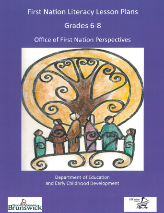 First Nation Literacy Lesson Plans
Grades 6-8
Office of First Nation Perspectives
Department of Education
and Early Childhood Development
Brunswick